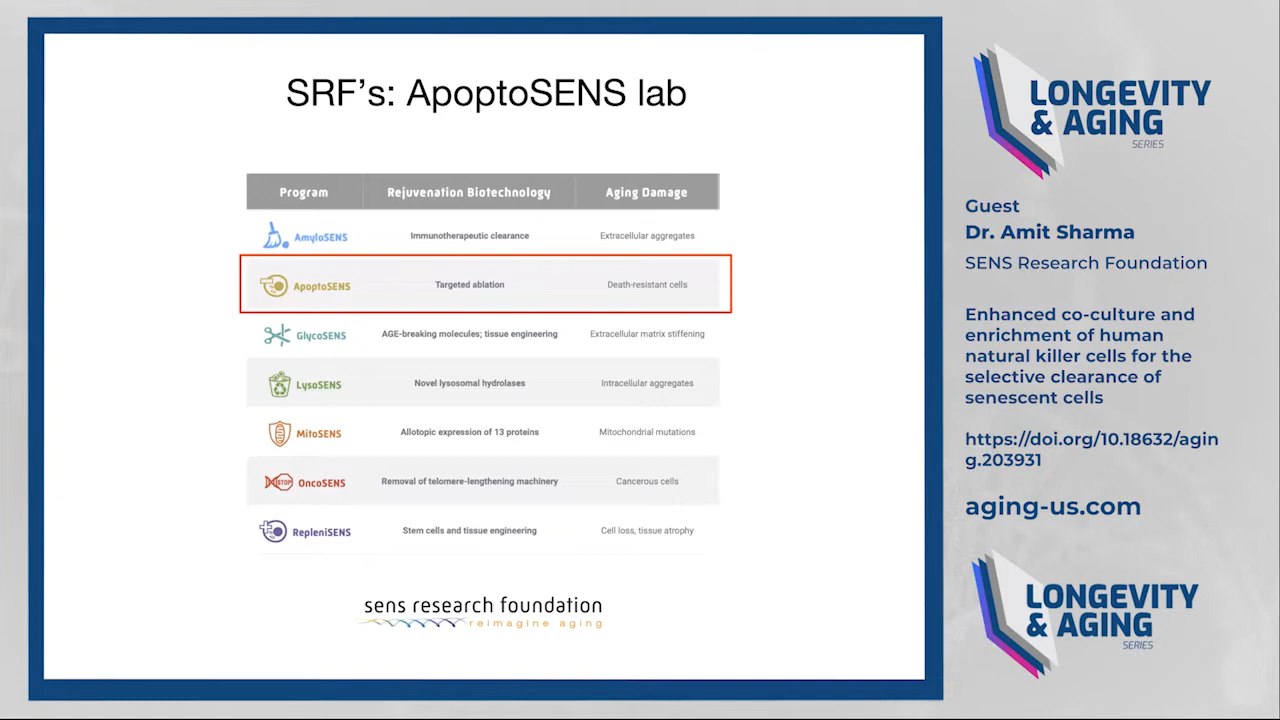 SRF's: ApoptoSENS lab
Program Rejuvenation Biotechnology Aging Damage
AmyloSENS Immunotherapeutic clearance Extracellular aggregates
ApoptoSENS Targeted ablation Death-resistant cells
GlycoSENS AGE-breaking molecules; tissue engineering Extracellular matrix stiffening
LysoSENS Novel lysosomal hydrolases Intracellular aggregates
MitoSENS Allotopic expression of 13 proteins Mitochondrial mutations
STOP OncoSENS Removal of telomere-lengthening machinery Cancerous cells
RepleniSENS Stem cells and tissue engineering Cell loss, tissue atrophy
sens research foundation
reimagine aging
LONGEVITY
& AGING
SERIES
Guest
Dr. Amit Sharma
SENS Research Foundation
Enhanced co-culture and
enrichment of human
natural killer cells for the
selective clearance of
senescent cells
https://doi.org/10.18632/agin
g.203931
aging-us.com
LONGEVITY
& AGING
SERIES